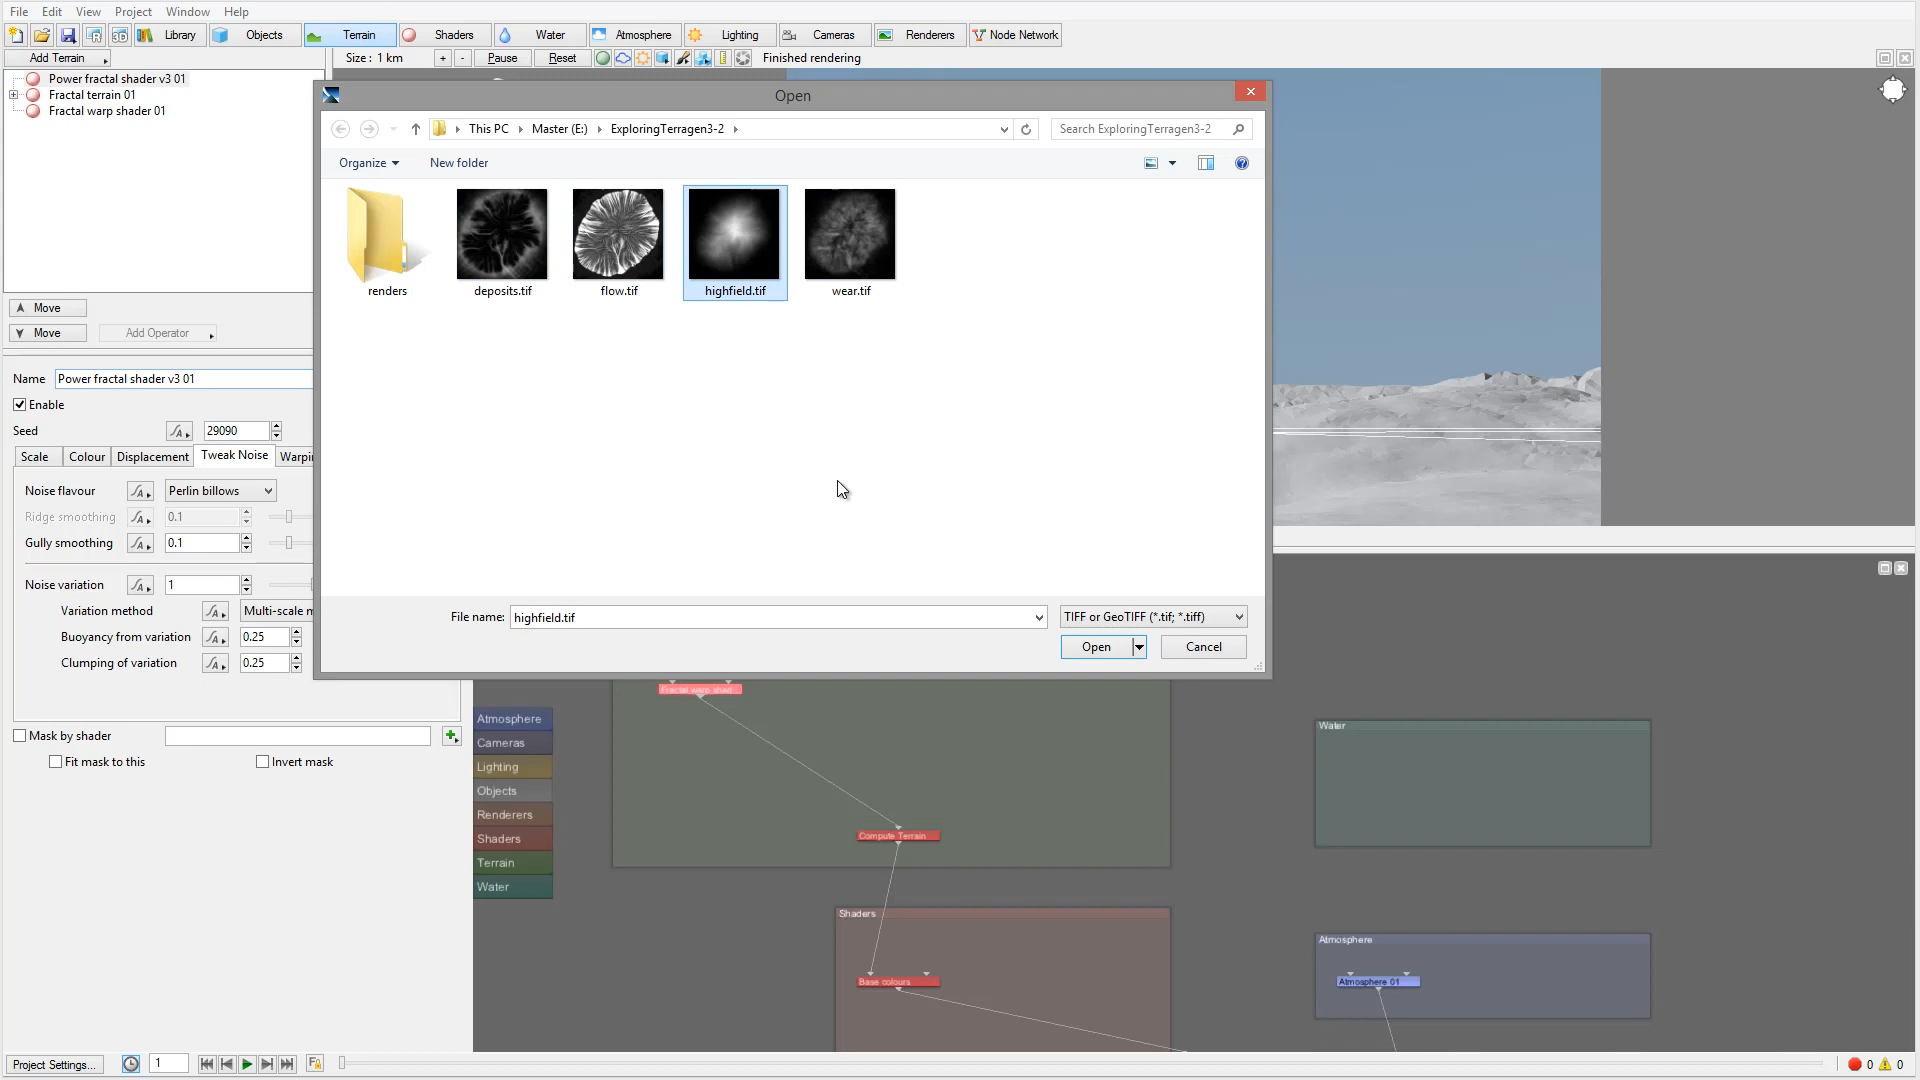 File Edit View Project Window Help
Library Objects Terrain Shaders Water Atmosphere Lighting Cameras Renderers Node Network
Add Terrain Size : 1 km + - Pause Reset Finished rendering
Power fractal shader v3 01
Fractal terrain 01
Fractal warp shader 01
Open
This PC Master (E:) ExploringTerragen3-2 Search ExploringTerragen3-2
Organize New folder
renders deposits.tif flow.tif highfield.tif wear.tif
Move
Move Add Operator
Name Power fractal shader v3 01
Enable
Seed 29090
Scale Colour Displacement Tweak Noise Warpin
Noise flavour Perlin billows
Ridge smoothing 0.1
Gully smoothing 0.1
Noise variation 1
Variation method Multi-scale m
Buoyancy from variation 0.25
Clumping of variation 0.25
File name: highfield.tif TIFF or GeoTIFF (*.tif; *.tiff)
Open Cancel
Fractal warp shad
Mask by shader
Fit mask to this Invert mask
Atmosphere
Cameras
Lighting
Objects
Renderers
Shaders
Terrain
Water
Water
Compute Terrain
Shaders
Atmosphere
Base colours
Atmosphere 01
Project Settings... 1 0 0